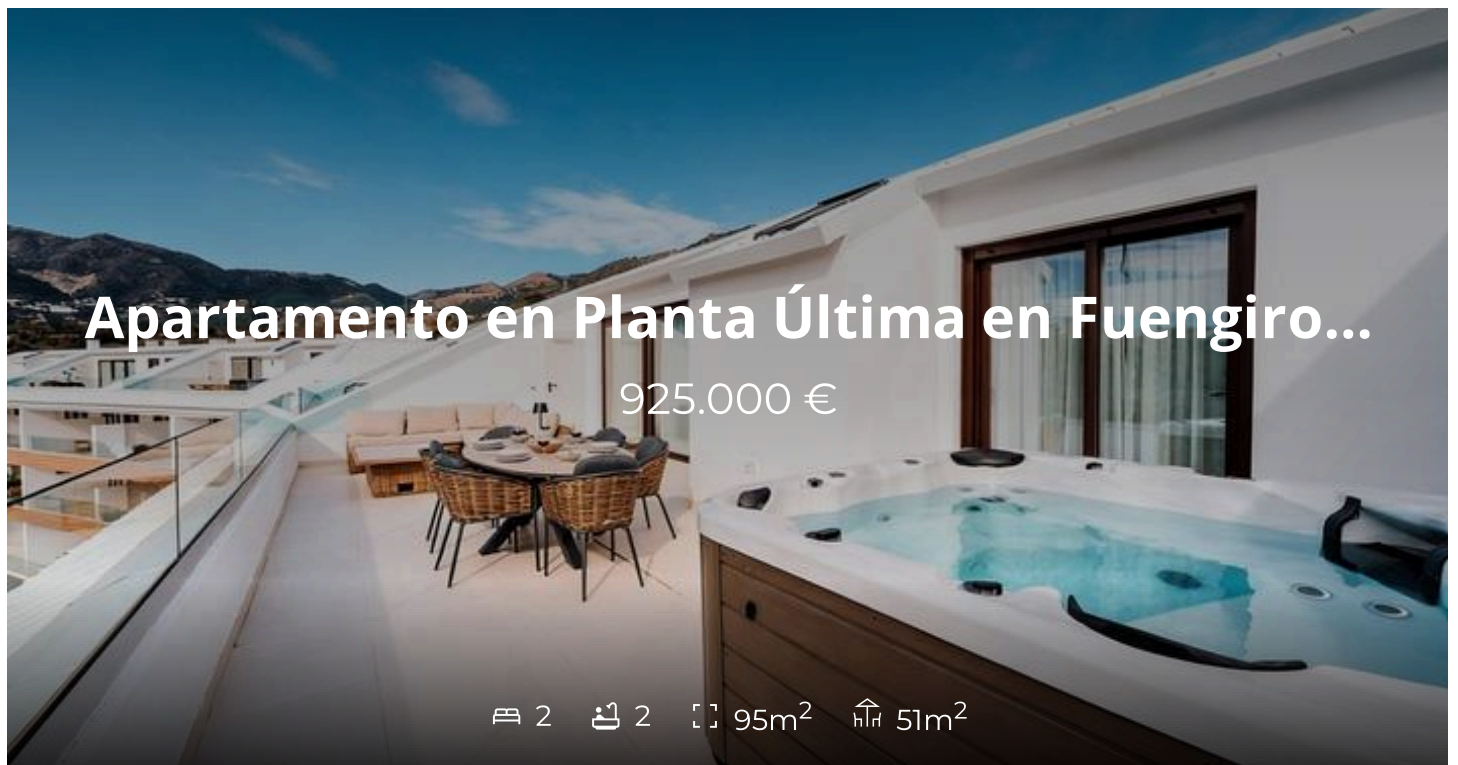 Apartamento en Planta Última en Fuengiro...
925.000 €
2 2 95m² 51m²